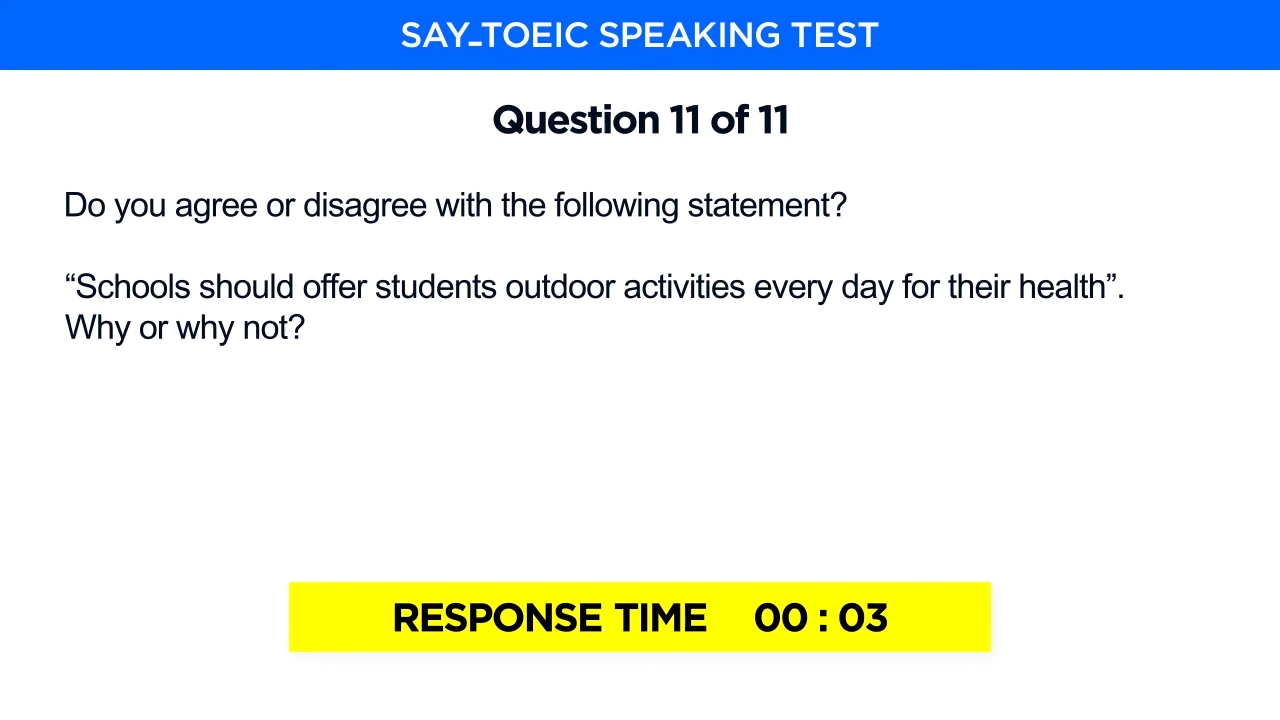 SAY_TOEIC SPEAKING TEST
Question 11 of 11
Do you agree or disagree with the following statement?
“Schools should offer students outdoor activities every day for their health”.
Why or why not?
RESPONSE TIME 00 : 03